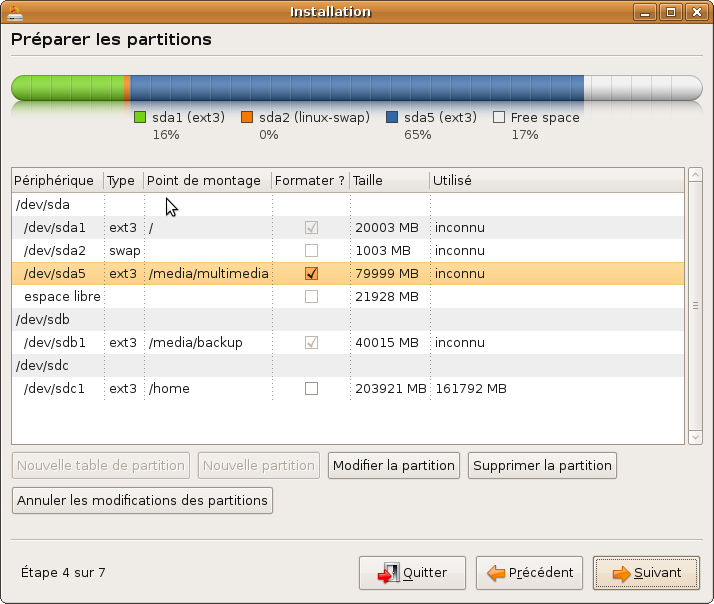 Installation
Préparer les partitions
sda1 (ext3) sda2 (linux-swap) sda5 (ext3) Free space
16% 0% 65% 17%
Périphérique Type Point de montage Formater ? Taille Utilisé
/dev/sda
/dev/sda1 ext3 / 20003 MB inconnu
/dev/sda2 swap 1003 MB inconnu
/dev/sda5 ext3 /media/multimedia 79999 MB inconnu
espace libre 21928 MB
/dev/sdb
/dev/sdb1 ext3 /media/backup 40015 MB inconnu
/dev/sdc
/dev/sdc1 ext3 /home 203921 MB 161792 MB
Nouvelle table de partition Nouvelle partition Modifier la partition Supprimer la partition
Annuler les modifications des partitions
Étape 4 sur 7 Quitter Précédent Suivant